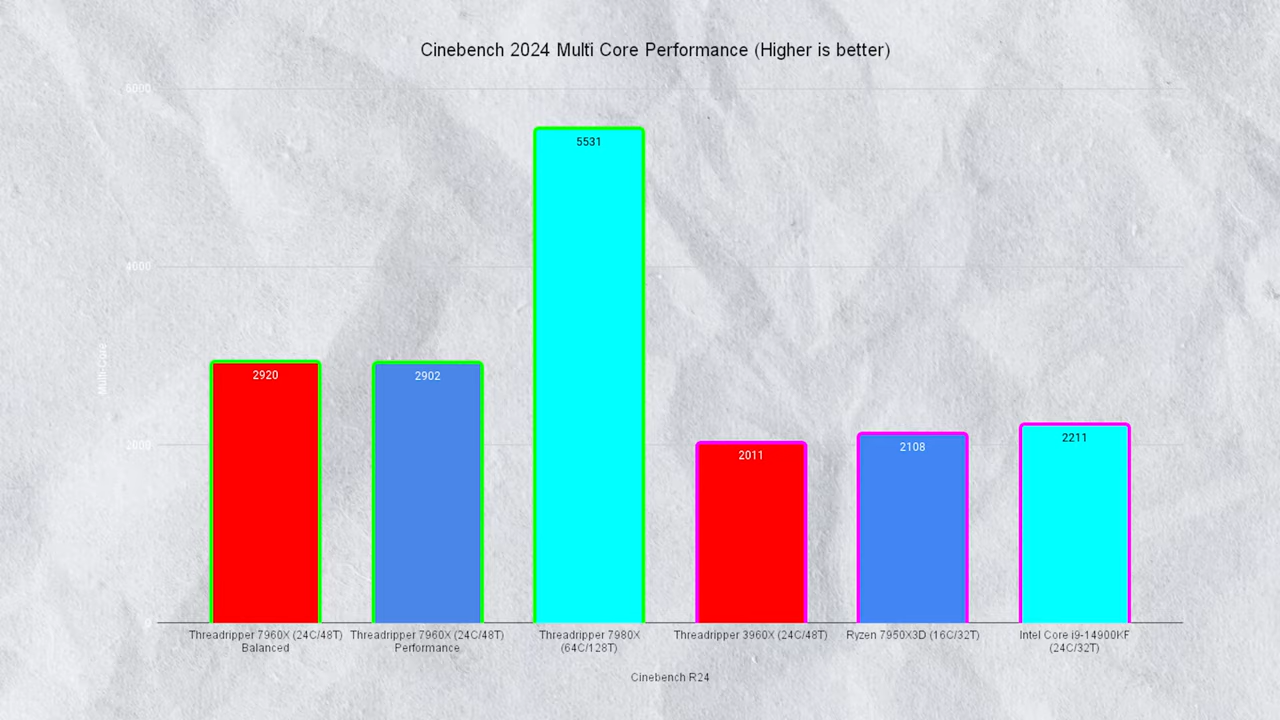 Cinebench 2024 Multi Core Performance (Higher is better)
6000
4000
2000
0
Multi-Core
2920
2902
5531
2011
2108
2211
Threadripper 7960X (24C/48T)
Balanced
Threadripper 7960X (24C/48T)
Performance
Threadripper 7980X
(64C/128T)
Threadripper 3960X (24C/48T)
Ryzen 7950X3D (16C/32T)
Intel Core i9-14900KF
(24C/32T)
Cinebench R24